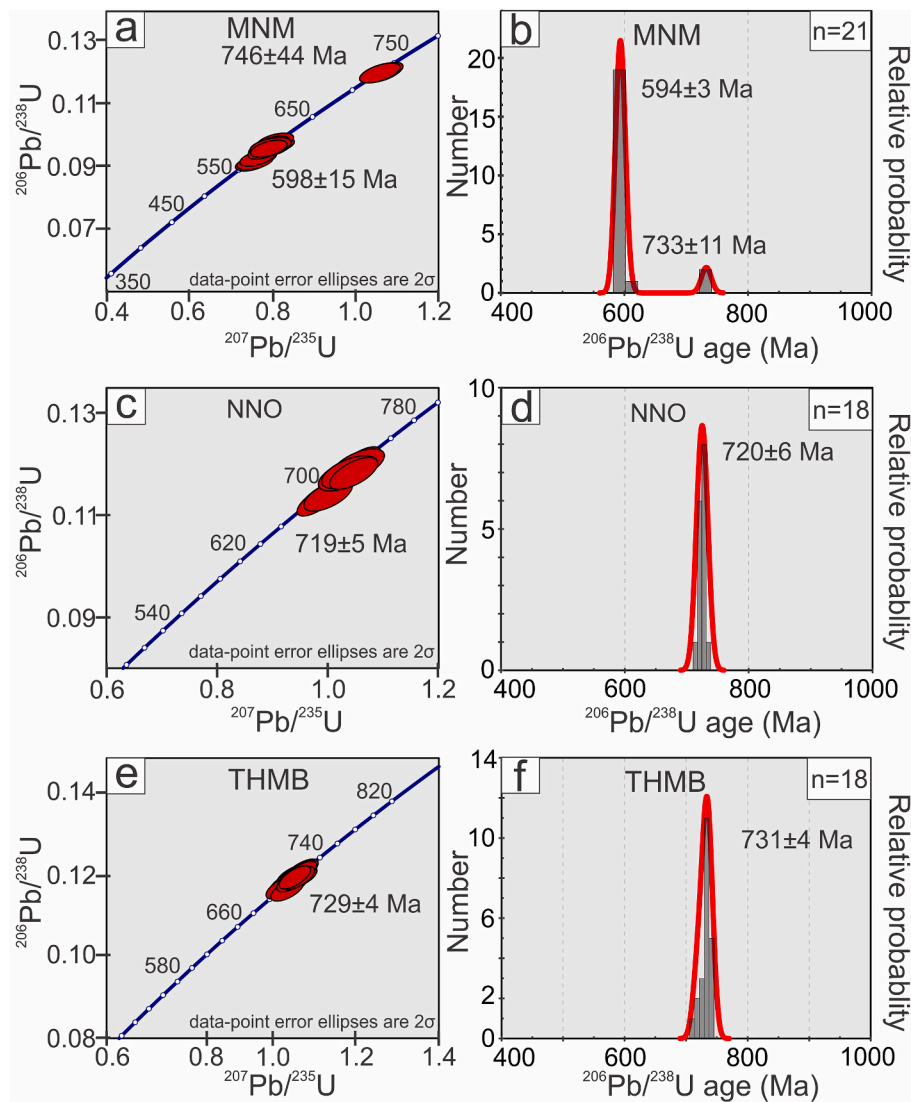 a
MNM
746±44 Ma
750
650
550
598±15 Ma
450
350
data-point error ellipses are 2σ
0.13
0.11
0.09
0.07
²⁰⁶Pb/²³⁸U
0.4 0.6 0.8 1.0 1.2
²⁰⁷Pb/²³⁵U
b
MNM
n=21
594±3 Ma
733±11 Ma
20
15
10
5
0
Number
Relative probablity
400 600 800 1000
²⁰⁶Pb/²³⁸U age (Ma)
c
NNO
780
700
719±5 Ma
620
540
data-point error ellipses are 2σ
0.13
0.11
0.09
²⁰⁶Pb/²³⁸U
0.6 0.8 1.0 1.2
²⁰⁷Pb/²³⁵U
d
NNO
n=18
720±6 Ma
10
5
0
Number
Relative probablity
400 600 800 1000
²⁰⁶Pb/²³⁸U age (Ma)
e
THMB
820
740
729±4 Ma
660
580
data-point error ellipses are 2σ
0.14
0.12
0.10
0.08
²⁰⁶Pb/²³⁸U
0.6 0.8 1.0 1.2 1.4
²⁰⁷Pb/²³⁵U
f
THMB
n=18
731±4 Ma
14
10
6
2
0
Number
Relative probablity
400 600 800 1000
²⁰⁶Pb/²³⁸U age (Ma)